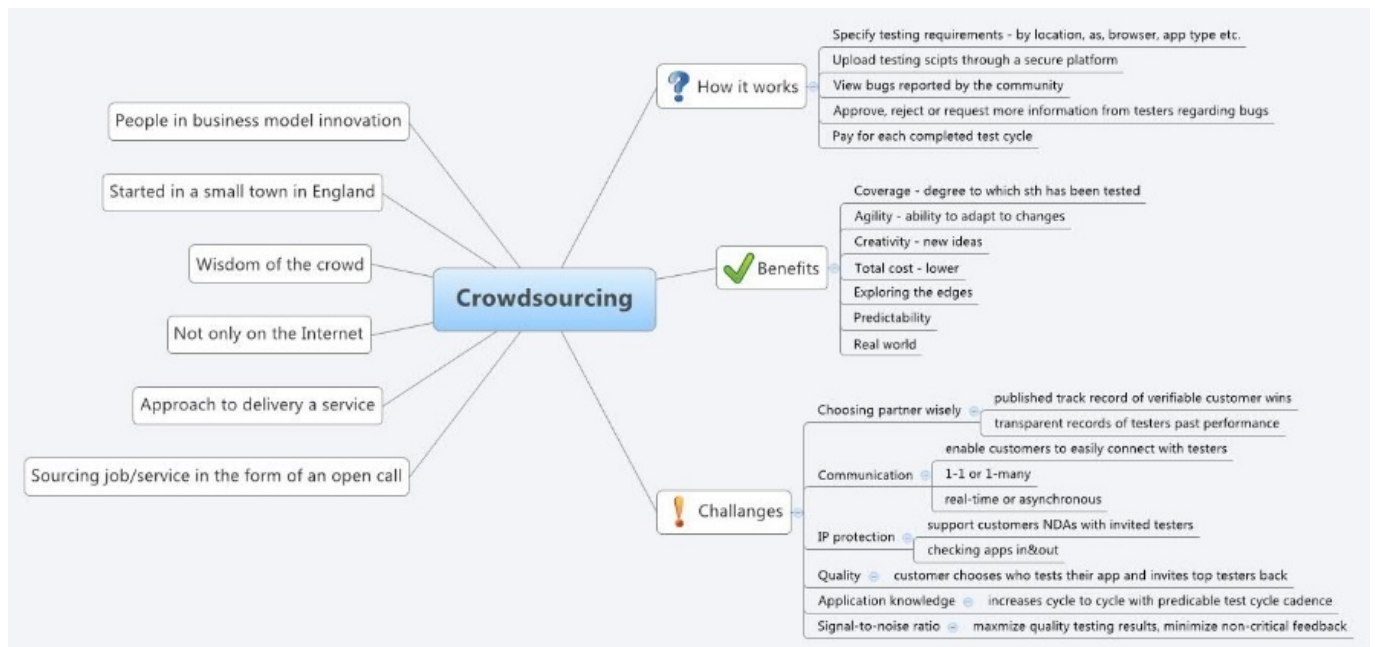 People in business model innovation
Started in a small town in England
Wisdom of the crowd
Not only on the Internet
Approach to delivery a service
Sourcing job/service in the form of an open call
Crowdsourcing
How it works
Specify testing requirements - by location, as, browser, app type etc.
Upload testing scipts through a secure platform
View bugs reported by the community
Approve, reject or request more information from testers regarding bugs
Pay for each completed test cycle
Benefits
Coverage - degree to which sth has been tested
Agility - ability to adapt to changes
Creativity - new ideas
Total cost - lower
Exploring the edges
Predictability
Real world
Challanges
Choosing partner wisely
published track record of verifiable customer wins
transparent records of testers past performance
Communication
enable customers to easily connect with testers
1-1 or 1-many
real-time or asynchronous
IP protection
support customers NDAs with invited testers
checking apps in&out
Quality
customer chooses who tests their app and invites top testers back
Application knowledge
increases cycle to cycle with predicable test cycle cadence
Signal-to-noise ratio
maxmize quality testing results, minimize non-critical feedback